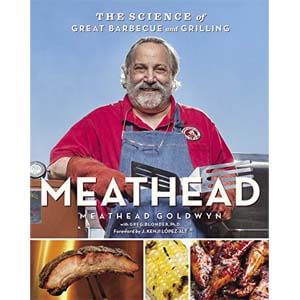 THE SCIENCE of
GREAT BARBECUE and GRILLING
MEATHEAD
MEATHEAD GOLDWYN
with GREG BLONDER, Ph.D.
Foreword by J. KENJI LÓPEZ-ALT